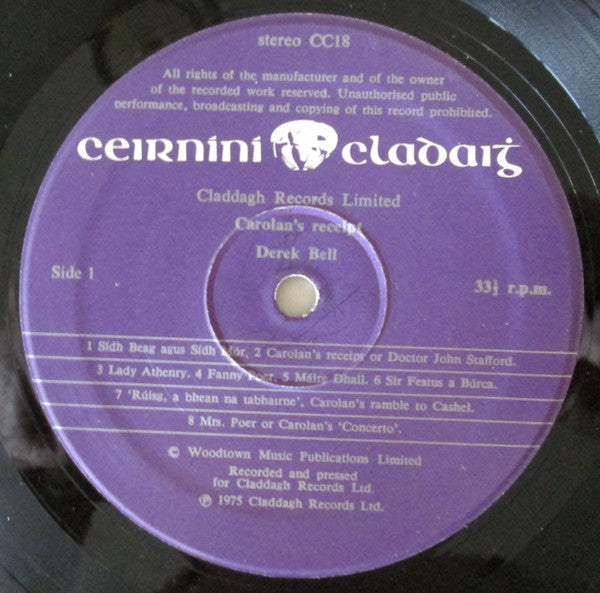 stereo CC18
All rights of the manufacturer and of the owner
of the recorded work reserved. Unauthorised public
performance, broadcasting and copying of this record prohibited.
ceirníní cladaiġ
Claddagh Records Limited
Carolan's receipt
Derek Bell
Side 1
33⅓ r.p.m.
1 Sídh Beag agus Sídh Mór, 2 Carolan's receipt or Doctor John Stafford.
3 Lady Athenry. 4 Fanny Poer. 5 Máire Dhall. 6 Sir Festus a Búrca.
7 'Rúisg, a bhean na tabhairne', Carolan's ramble to Cashel.
8 Mrs. Poer or Carolan's 'Concerto'.
© Woodtown Music Publications Limited
Recorded and pressed
for Claddagh Records Ltd.
℗ 1975 Claddagh Records Ltd.